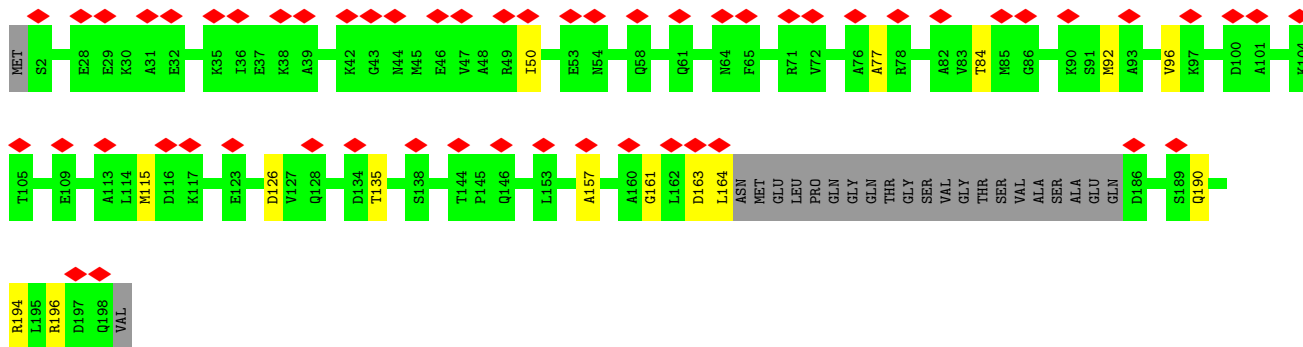 MET S2 E28 E29 K30 A31 E32 K35 I36 E37 K38 A39 K42 G43 N44 M45 E46 V47 A48 R49 I50 E53 N54 Q58 Q61 N64 F65 R71 V72 A76 A77 R78 A82 V83 T84 M85 G86 K90 S91 M92 A93 V96 K97 D100 A101 K104
T105 E109 A113 L114 M115 D116 K117 E123 D126 V127 Q128 D134 T135 S138 T144 P145 Q146 L153 A157 A160 G161 L162 D163 L164 ASN MET GLU LEU PRO GLN GLY GLN THR GLY SER VAL GLY THR SER VAL ALA SER ALA GLU GLN D186 S189 Q190
R194 L195 R196 D197 Q198 VAL